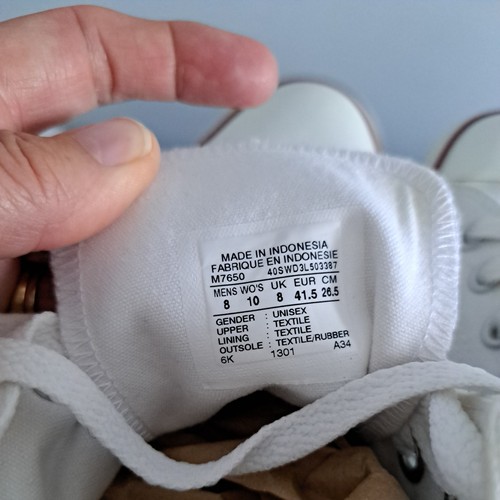 MADE IN INDONESIA
FABRIQUE EN INDONESIE
M7650 40SWD3L503387
MENS WO'S UK EUR CM
8 10 8 41.5 26.5
GENDER : UNISEX
UPPER : TEXTILE
LINING : TEXTILE
OUTSOLE : TEXTILE/RUBBER
6K 1301 A34